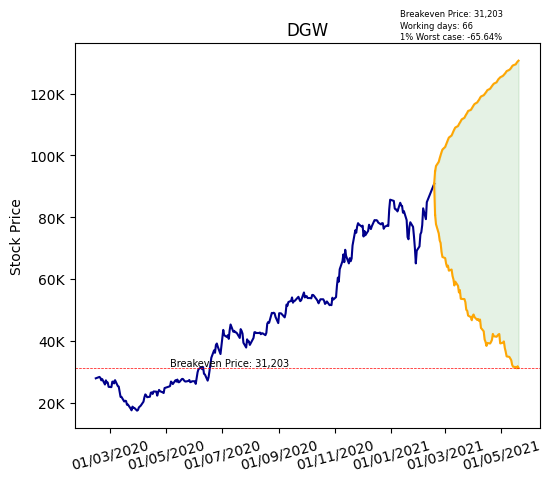 Breakeven Price: 31,203
Working days: 66
1% Worst case: -65.64%
DGW
Stock Price
120K
100K
80K
60K
40K
20K
Breakeven Price: 31,203
01/03/2020
01/05/2020
01/07/2020
01/09/2020
01/11/2020
01/01/2021
01/03/2021
01/05/2021